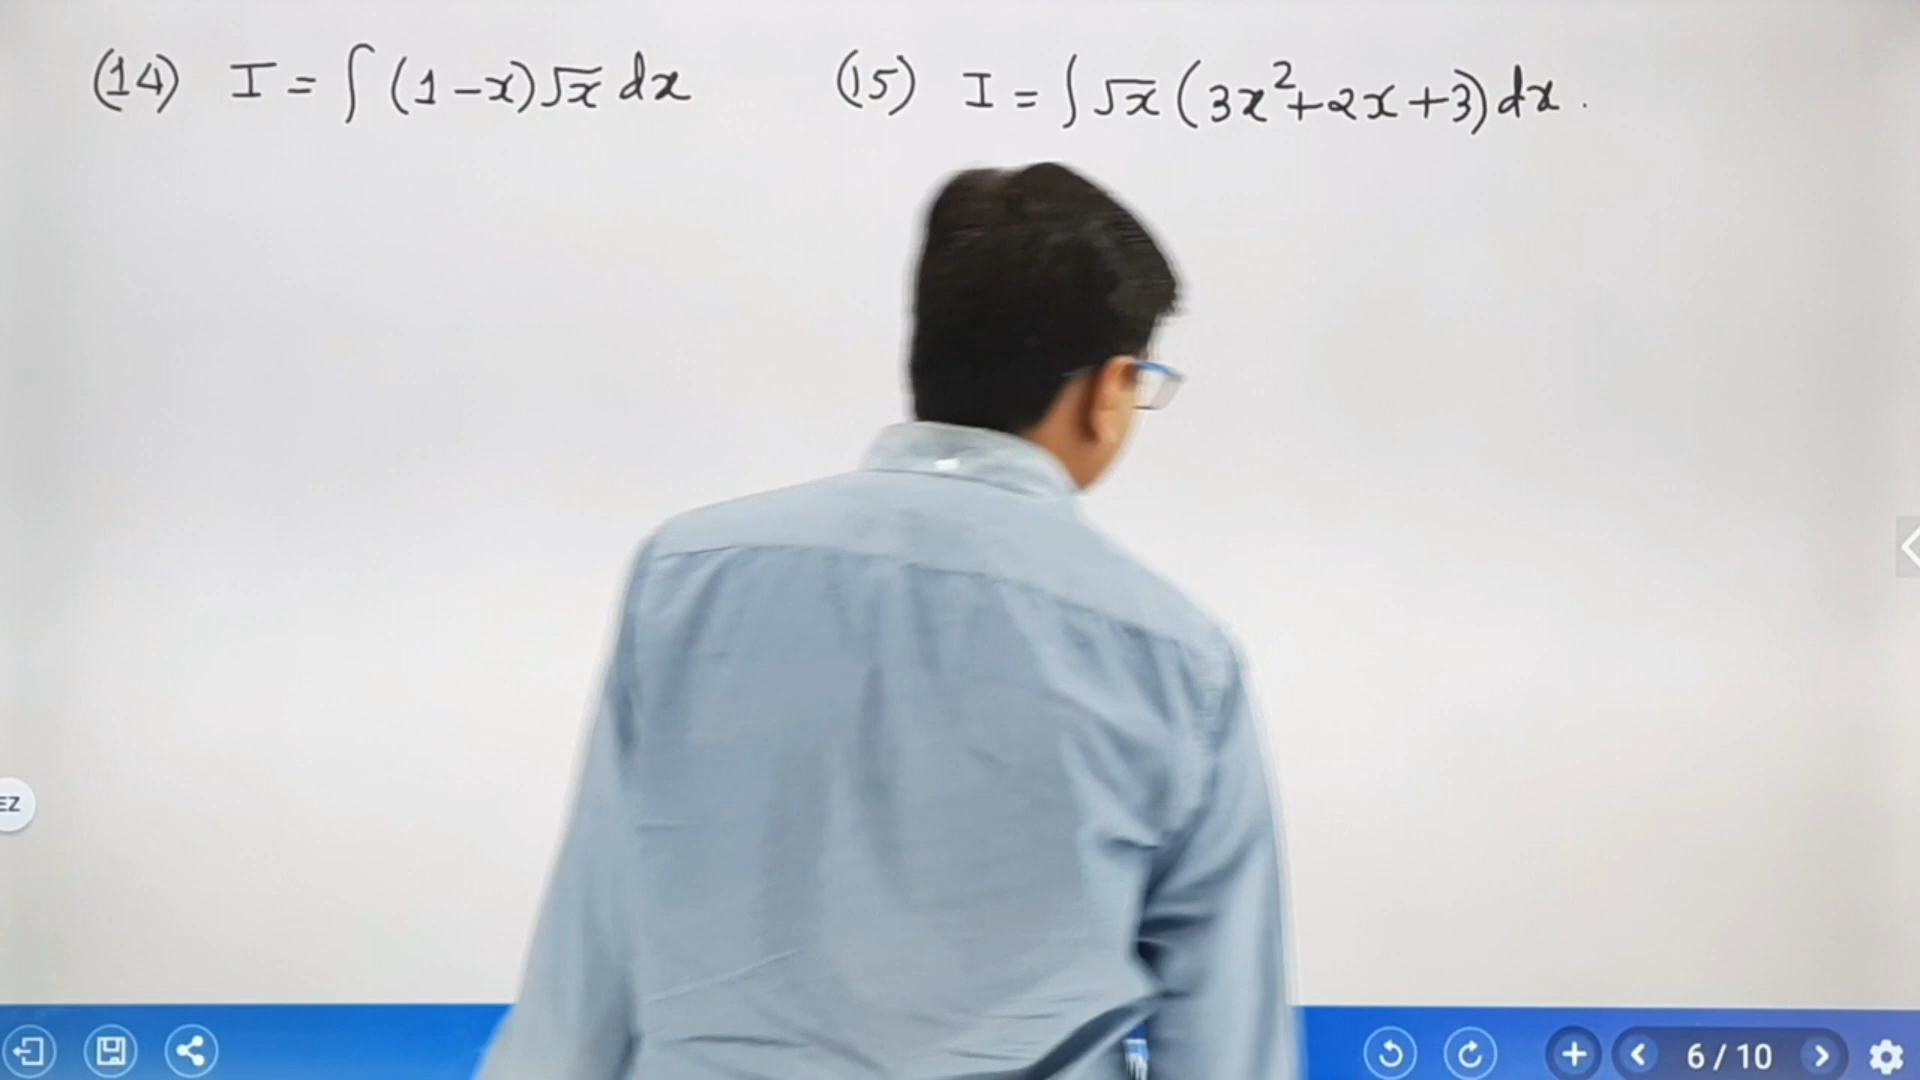 (14) I = ∫ (1-x)√x dx
(15) I = ∫ √x (3x²+2x+3) dx .
EZ
6 / 10